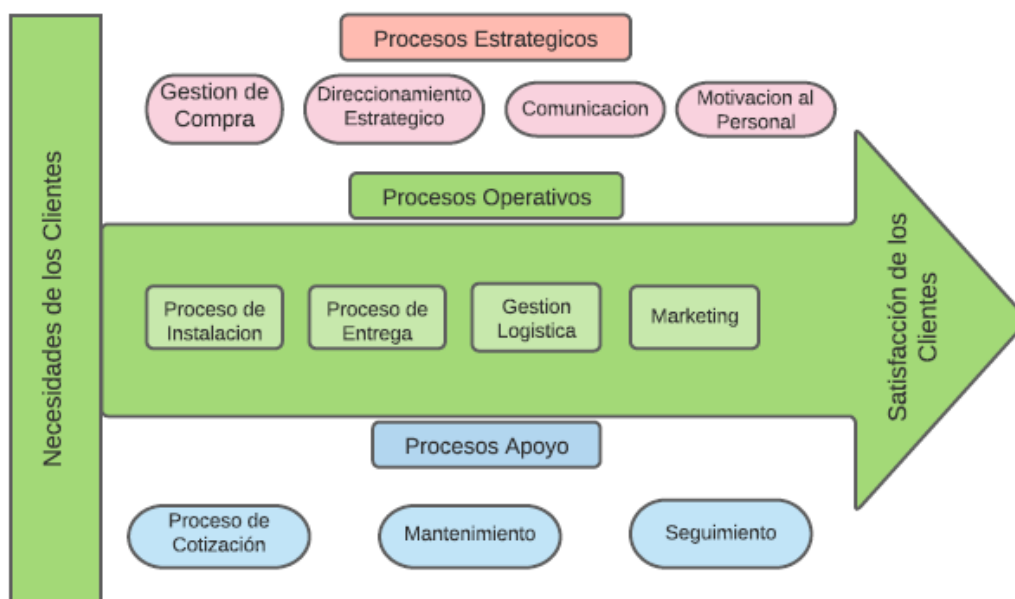 Necesidades de los Clientes
Procesos Estrategicos
Gestion de
Compra
Direccionamiento
Estrategico
Comunicacion
Motivacion al
Personal
Procesos Operativos
Proceso de
Instalacion
Proceso de
Entrega
Gestion
Logistica
Marketing
Satisfacción de los
Clientes
Procesos Apoyo
Proceso de
Cotización
Mantenimiento
Seguimiento